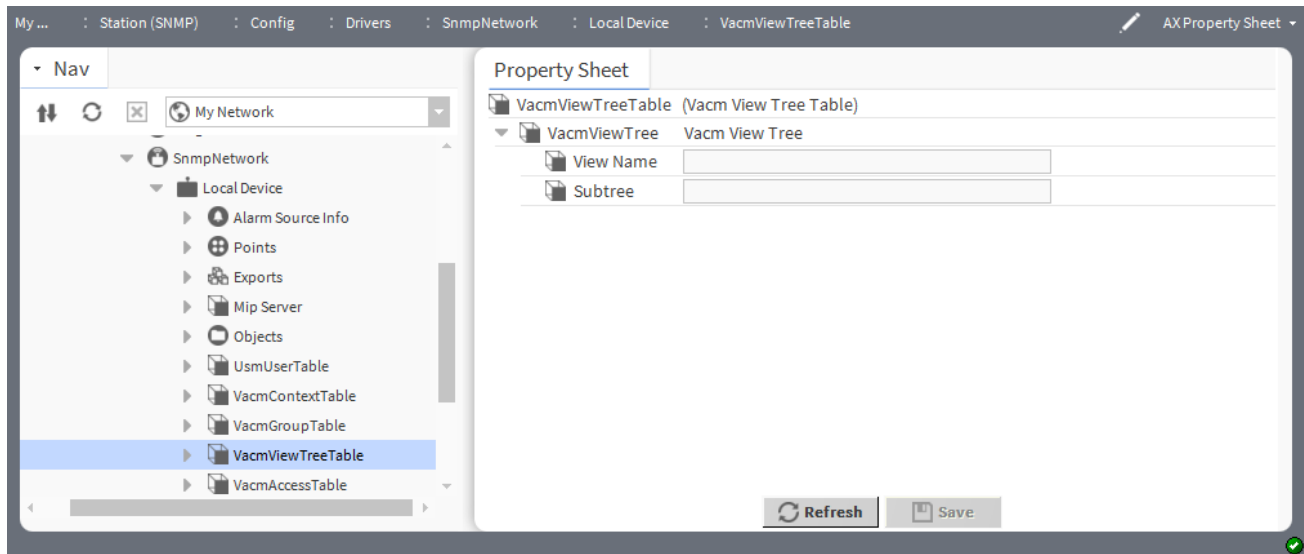 My ... : Station (SNMP) : Config : Drivers : SnmpNetwork : Local Device : VacmViewTreeTable AX Property Sheet
Nav
My Network
SnmpNetwork
Local Device
Alarm Source Info
Points
Exports
Mip Server
Objects
UsmUserTable
VacmContextTable
VacmGroupTable
VacmViewTreeTable
VacmAccessTable
Property Sheet
VacmViewTreeTable (Vacm View Tree Table)
VacmViewTree Vacm View Tree
View Name
Subtree
Refresh Save